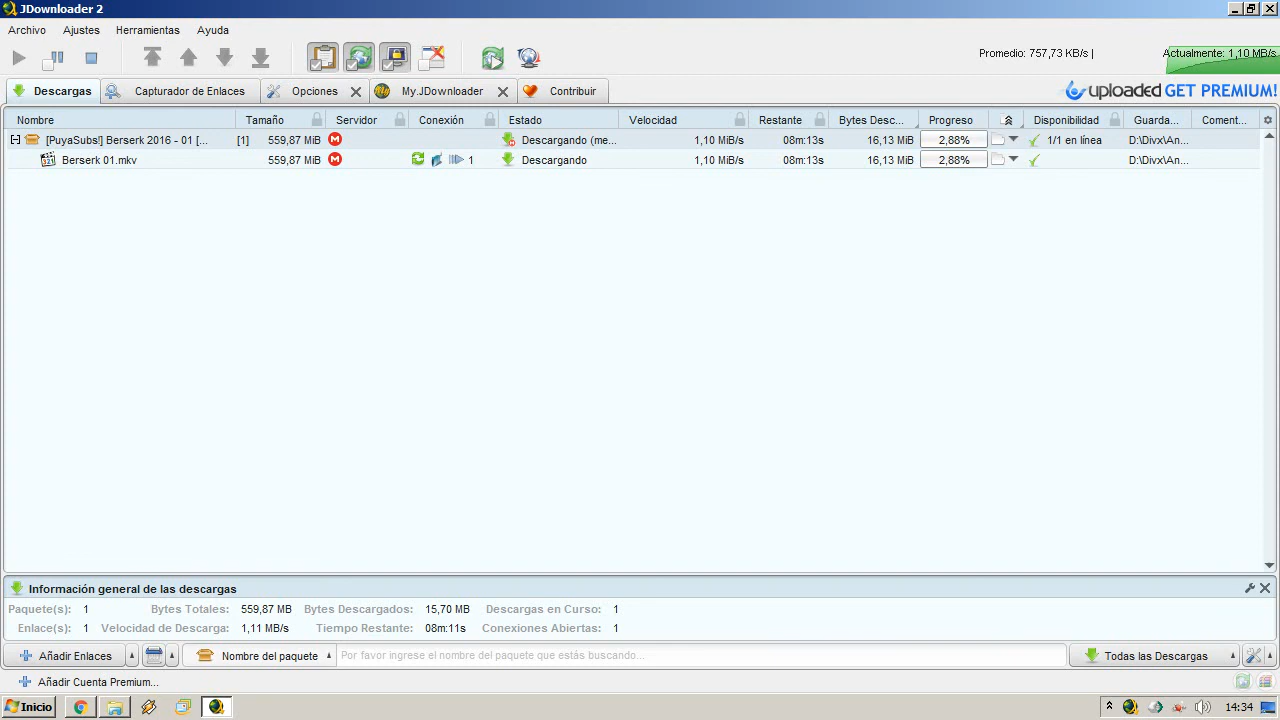 JDownloader 2
Archivo Ajustes Herramientas Ayuda
Promedio: 757,73 KB/s Actualmente: 1,10 MB/s
Descargas Capturador de Enlaces Opciones My.JDownloader Contribuir uploaded GET PREMIUM!
Nombre Tamaño Servidor Conexión Estado Velocidad Restante Bytes Desc... Progreso Disponibilidad Guarda... Coment...
[PuyaSubs!] Berserk 2016 - 01 [... [1] 559,87 MiB M Descargando (me... 1,10 MiB/s 08m:13s 16,13 MiB 2,88% 1/1 en línea D:\Divx\An...
Berserk 01.mkv 559,87 MiB M 1 Descargando 1,10 MiB/s 08m:13s 16,13 MiB 2,88% D:\Divx\An...
Información general de las descargas
Paquete(s): 1 Bytes Totales: 559,87 MB Bytes Descargados: 15,70 MB Descargas en Curso: 1
Enlace(s): 1 Velocidad de Descarga: 1,11 MB/s Tiempo Restante: 08m:11s Conexiones Abiertas: 1
Añadir Enlaces Nombre del paquete Por favor ingrese el nombre del paquete que estás buscando... Todas las Descargas
Añadir Cuenta Premium...
Inicio 14:34